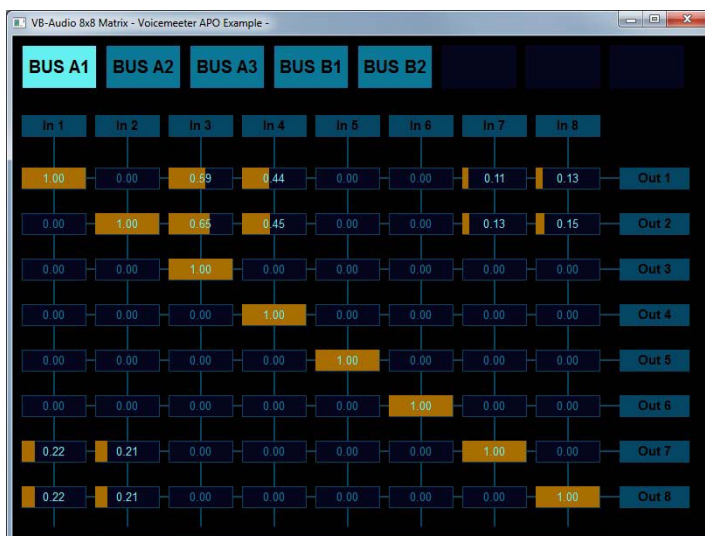 VB-Audio 8x8 Matrix - Voicemeeter APO Example -
BUS A1 BUS A2 BUS A3 BUS B1 BUS B2
In 1 In 2 In 3 In 4 In 5 In 6 In 7 In 8
1.00 0.00 0.59 0.44 0.00 0.00 0.11 0.13 Out 1
0.00 1.00 0.65 0.45 0.00 0.00 0.13 0.15 Out 2
0.00 0.00 1.00 0.00 0.00 0.00 0.00 0.00 Out 3
0.00 0.00 0.00 1.00 0.00 0.00 0.00 0.00 Out 4
0.00 0.00 0.00 0.00 1.00 0.00 0.00 0.00 Out 5
0.00 0.00 0.00 0.00 0.00 1.00 0.00 0.00 Out 6
0.22 0.21 0.00 0.00 0.00 0.00 1.00 0.00 Out 7
0.22 0.21 0.00 0.00 0.00 0.00 0.00 1.00 Out 8